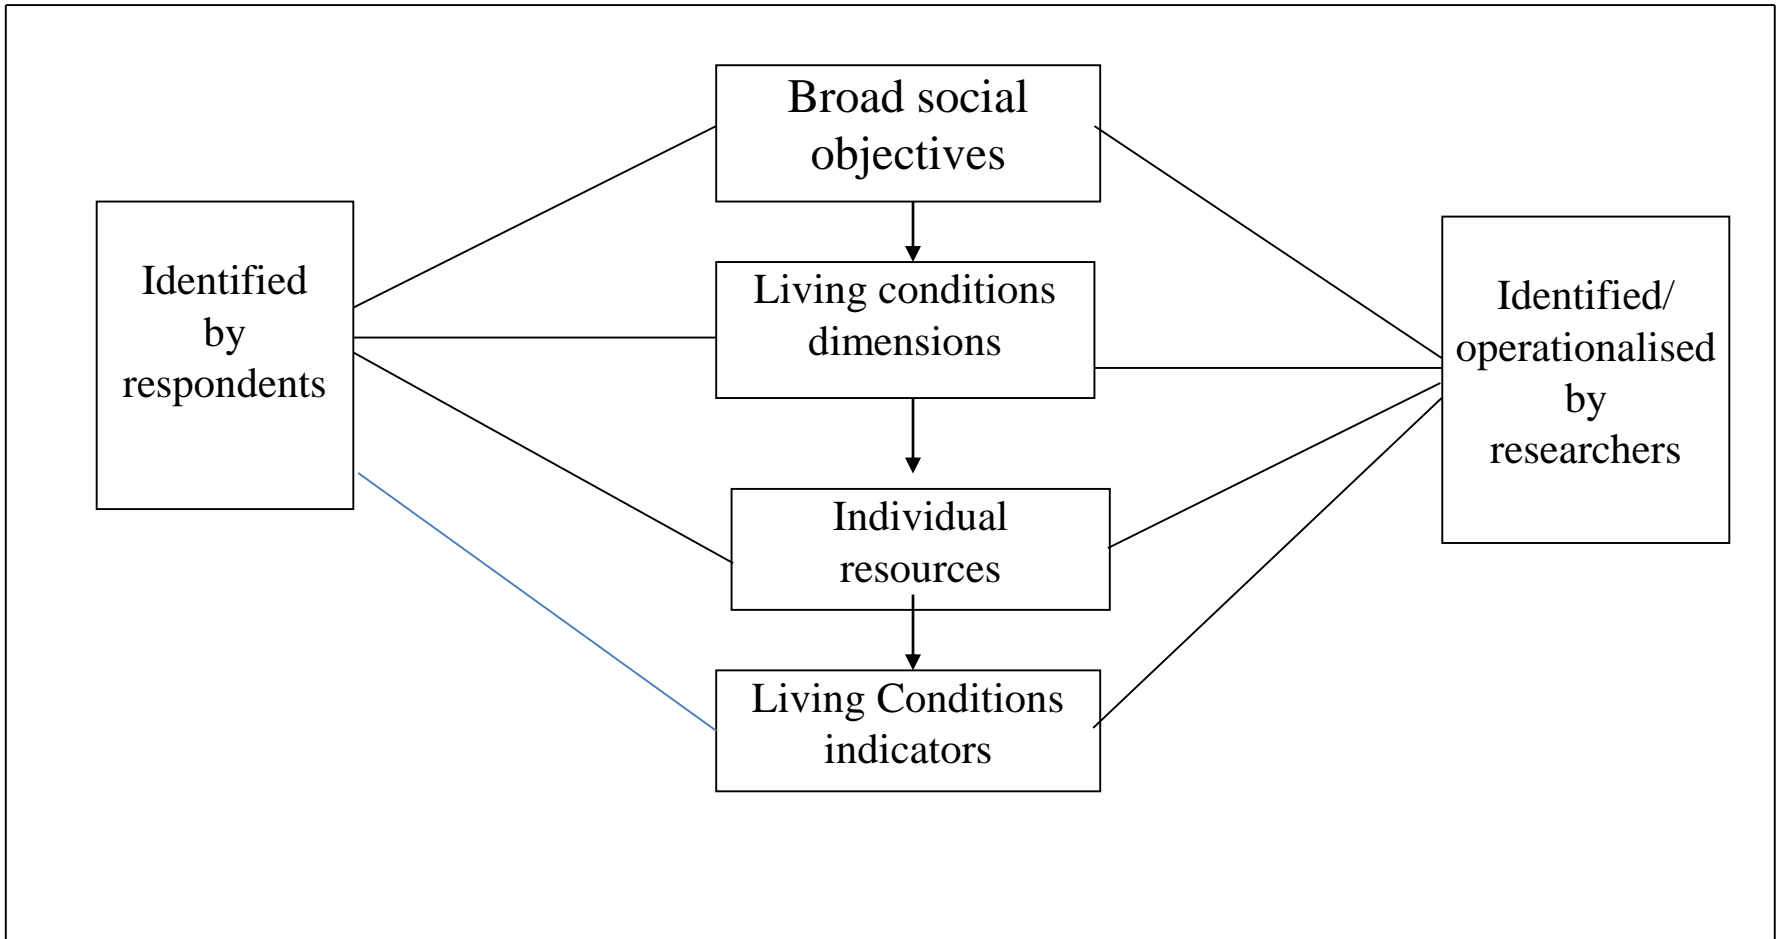 Broad social
objectives
Identified
by
respondents
Living conditions
dimensions
Identified/
operationalised
by
researchers
Individual
resources
Living Conditions
indicators